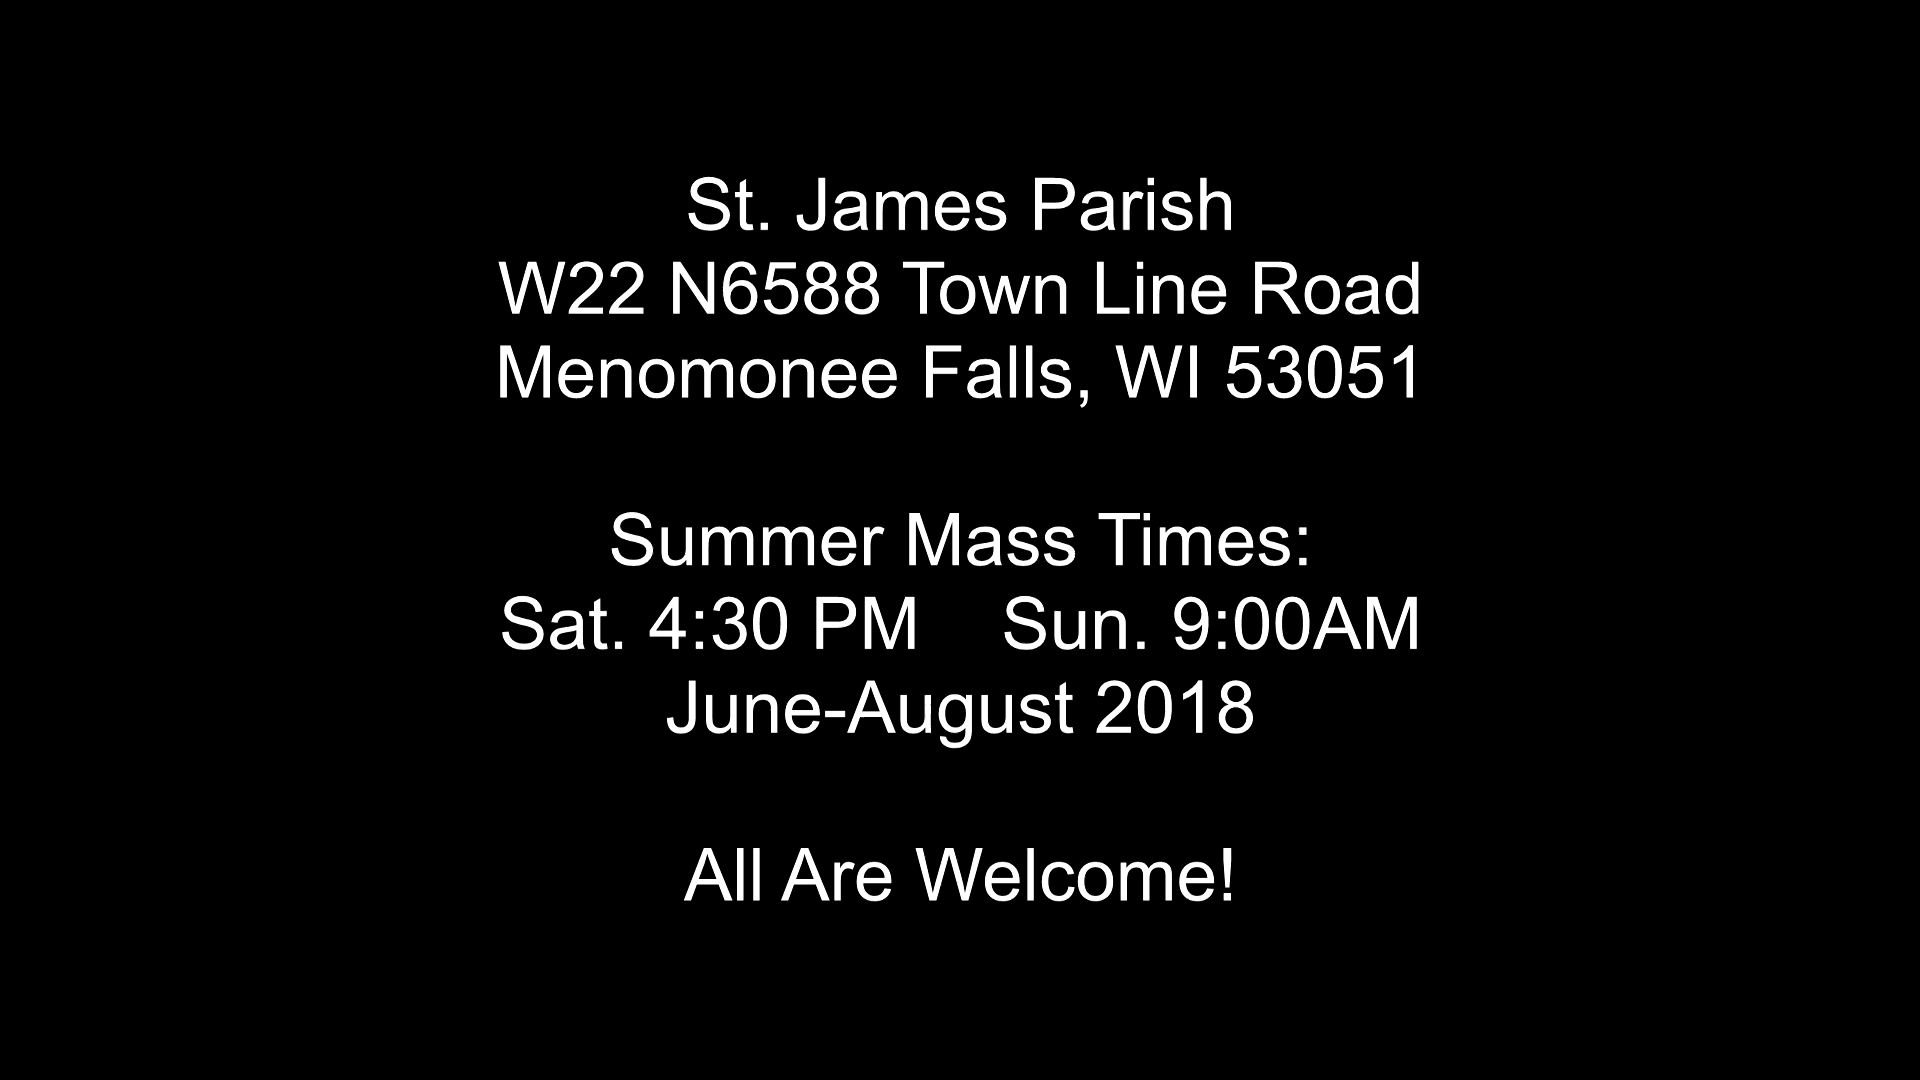 St. James Parish
W22 N6588 Town Line Road
Menomonee Falls, WI 53051
Summer Mass Times:
Sat. 4:30 PM    Sun. 9:00AM
June-August 2018
All Are Welcome!